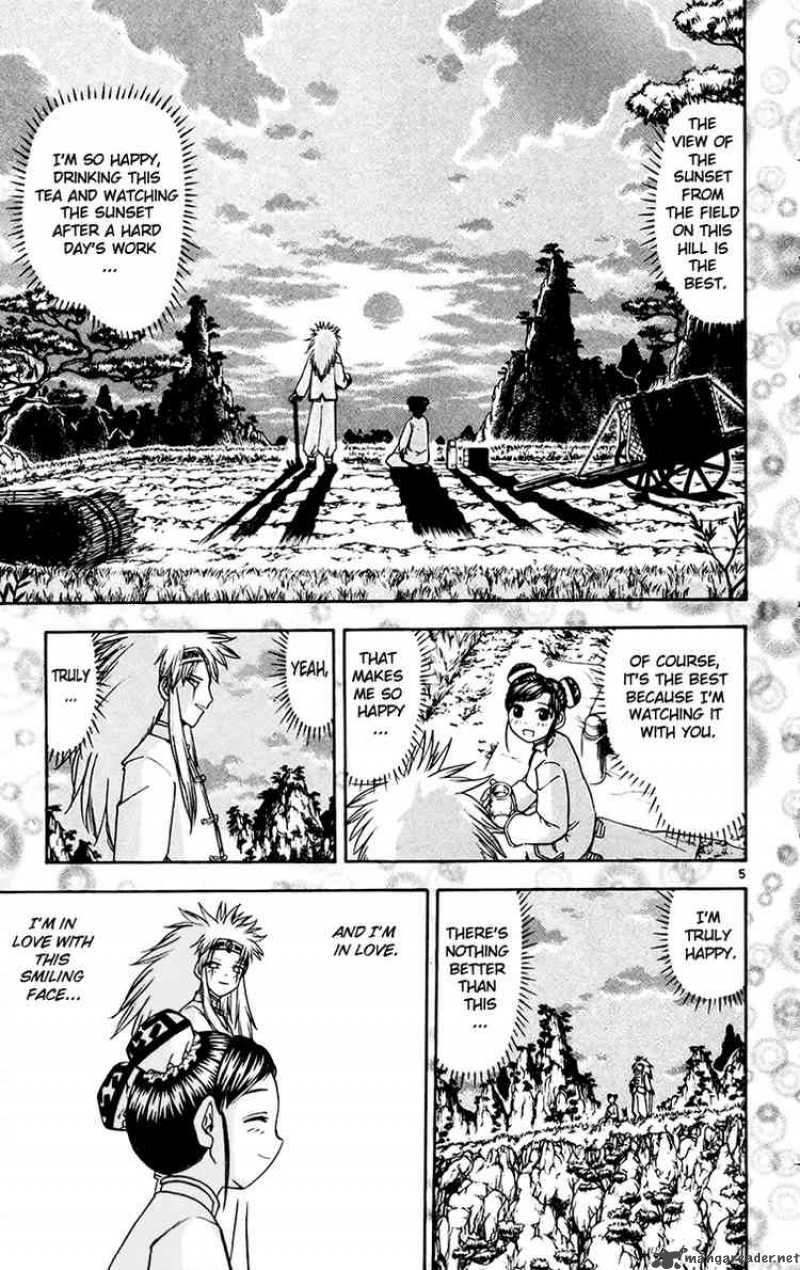 THE
VIEW OF
THE
SUNSET
FROM
THE FIELD
ON THIS
HILL IS
THE
BEST.
I'M SO HAPPY,
DRINKING THIS
TEA AND WATCHING
THE SUNSET
AFTER A HARD
DAY'S WORK
...
OF COURSE,
IT'S THE BEST
BECAUSE I'M
WATCHING IT
WITH YOU.
THAT
MAKES
ME SO
HAPPY
...
YEAH,
TRULY
...
5
I'M
TRULY
HAPPY.
THERE'S
NOTHING
BETTER
THAN
THIS
...
AND I'M
IN LOVE.
I'M IN
LOVE WITH
THIS
SMILING
FACE...
mangareader.net